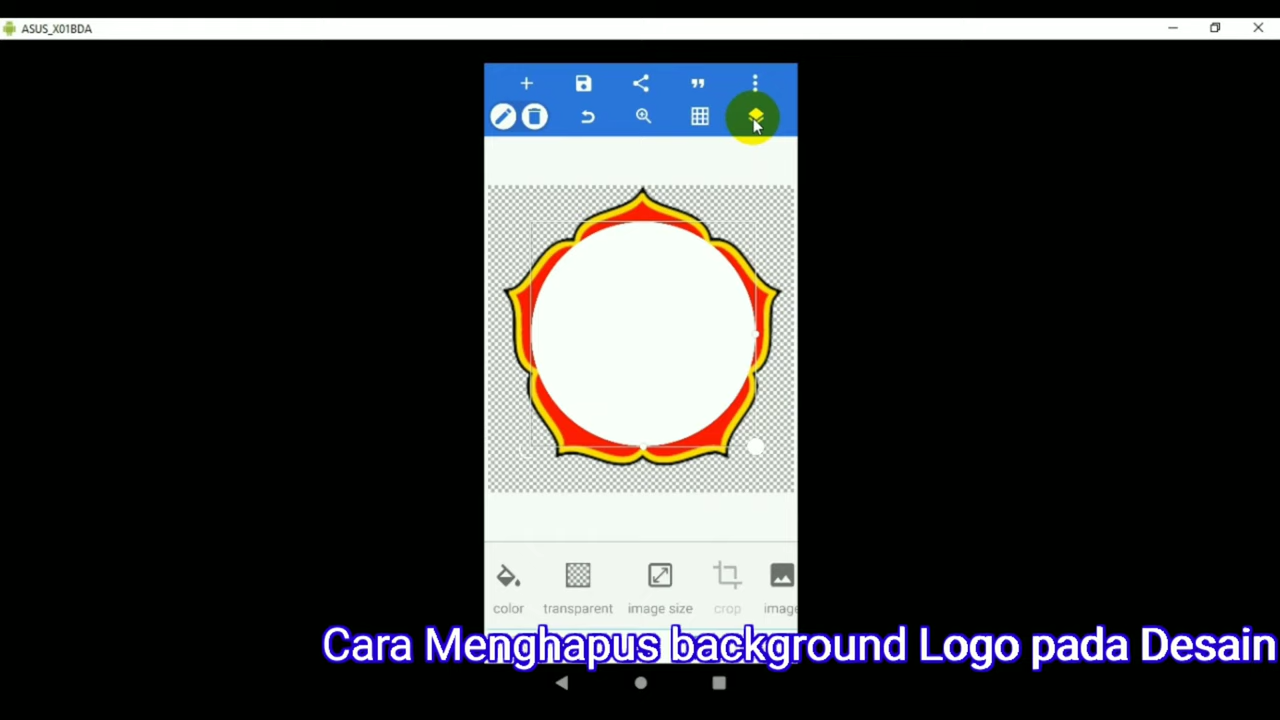 ASUS_X01BDA
color transparent image size crop image
Cara Menghapus background Logo pada Desain